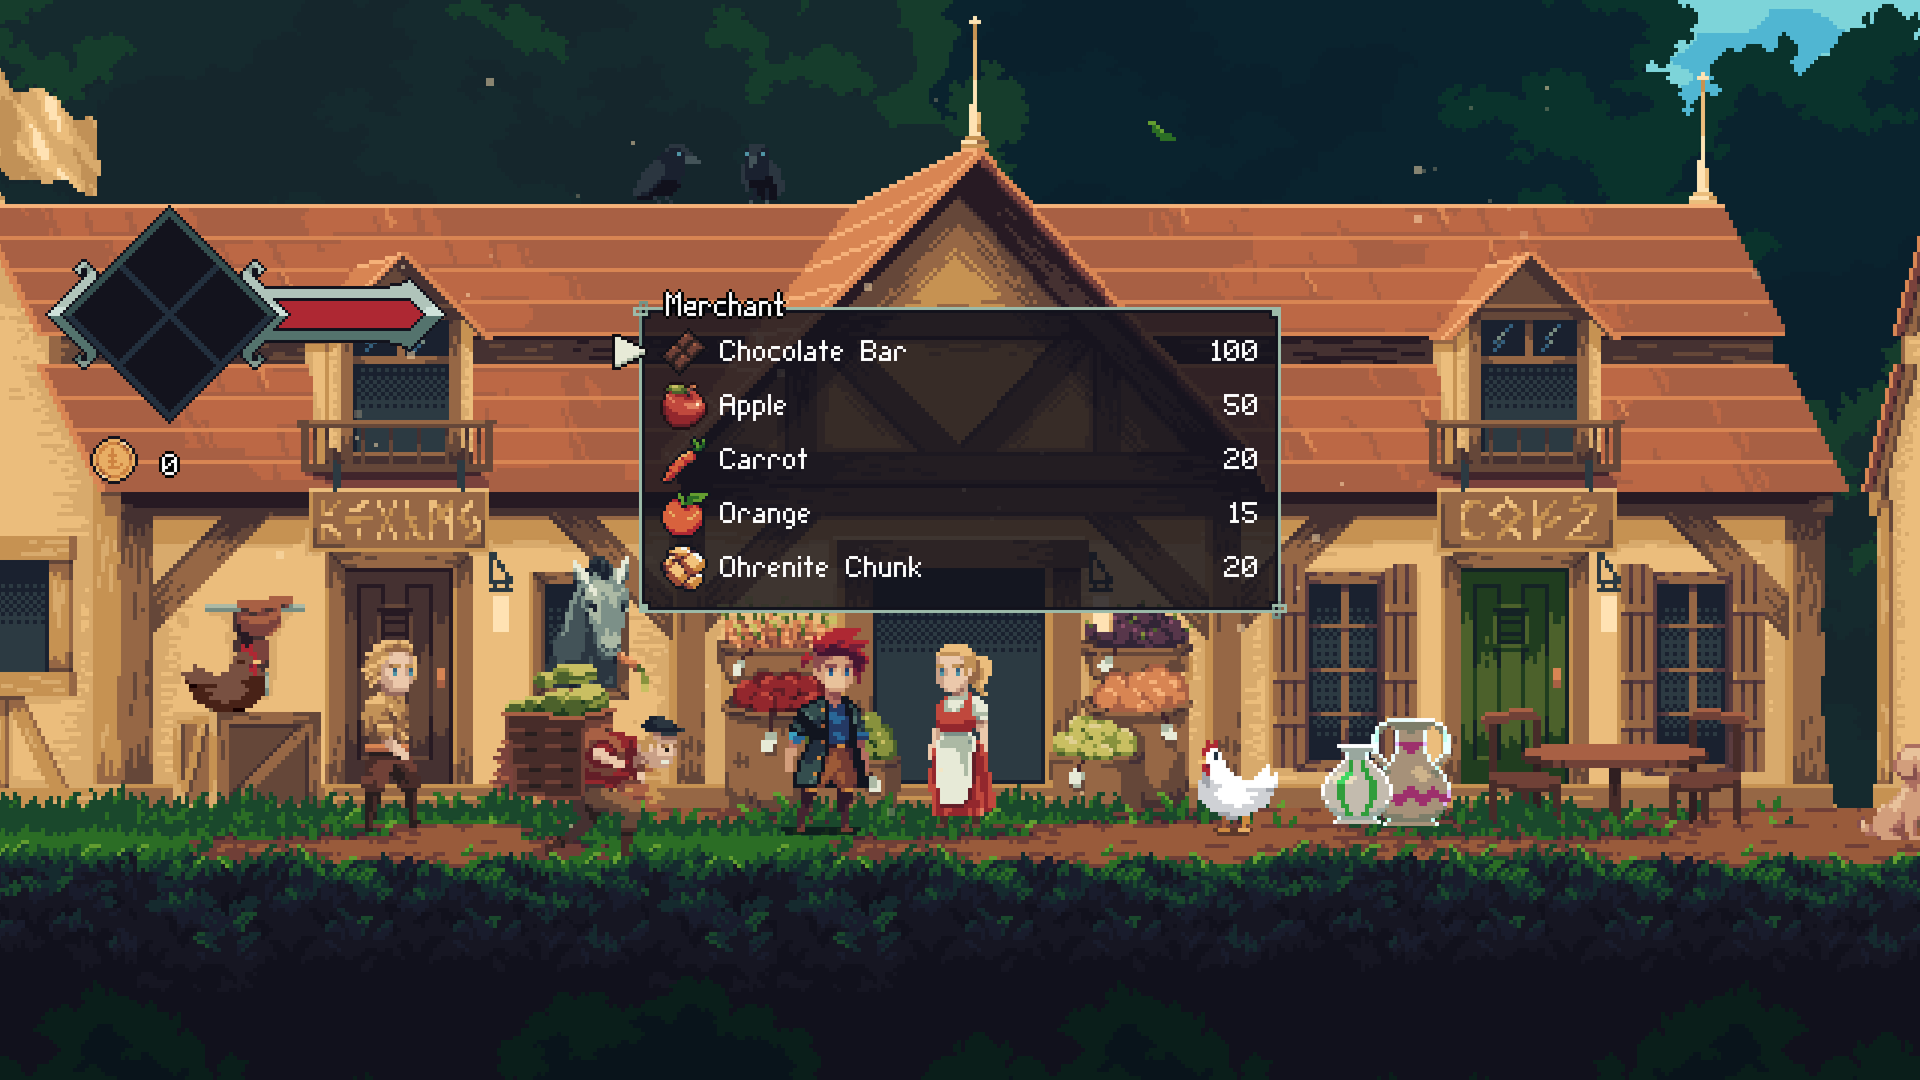 Merchant
Chocolate Bar 100
Apple 50
Carrot 20
Orange 15
Ohrenite Chunk 20
0